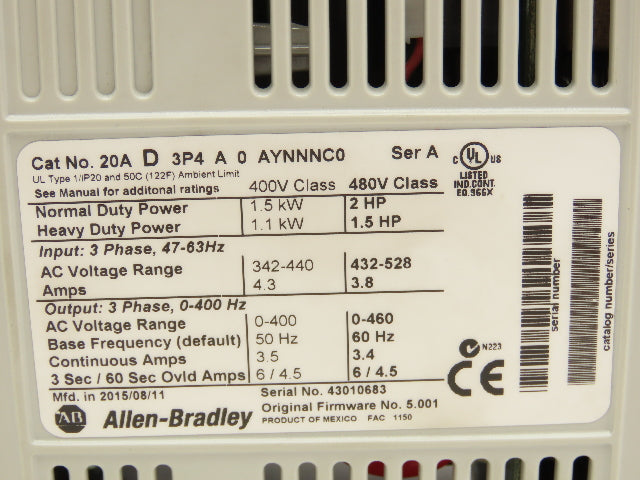 Cat No. 20A D 3P4 A 0 AYNNNC0 Ser A
UL Type 1/IP20 and 50C (122F) Ambient Limit
See Manual for additonal ratings 400V Class 480V Class
Normal Duty Power 1.5 kW 2 HP
Heavy Duty Power 1.1 kW 1.5 HP
Input: 3 Phase, 47-63Hz
AC Voltage Range 342-440 432-528
Amps 4.3 3.8
Output: 3 Phase, 0-400 Hz
AC Voltage Range 0-400 0-460
Base Frequency (default) 50 Hz 60 Hz
Continuous Amps 3.5 3.4
3 Sec / 60 Sec Ovld Amps 6 / 4.5 6 / 4.5
Mfd. in 2015/08/11 Serial No. 43010683
AB Allen-Bradley Original Firmware No. 5.001
PRODUCT OF MEXICO FAC 1150
C UL US
LISTED
IND.CONT.
EQ.966X
N223
CE
serial number
catalog number/series